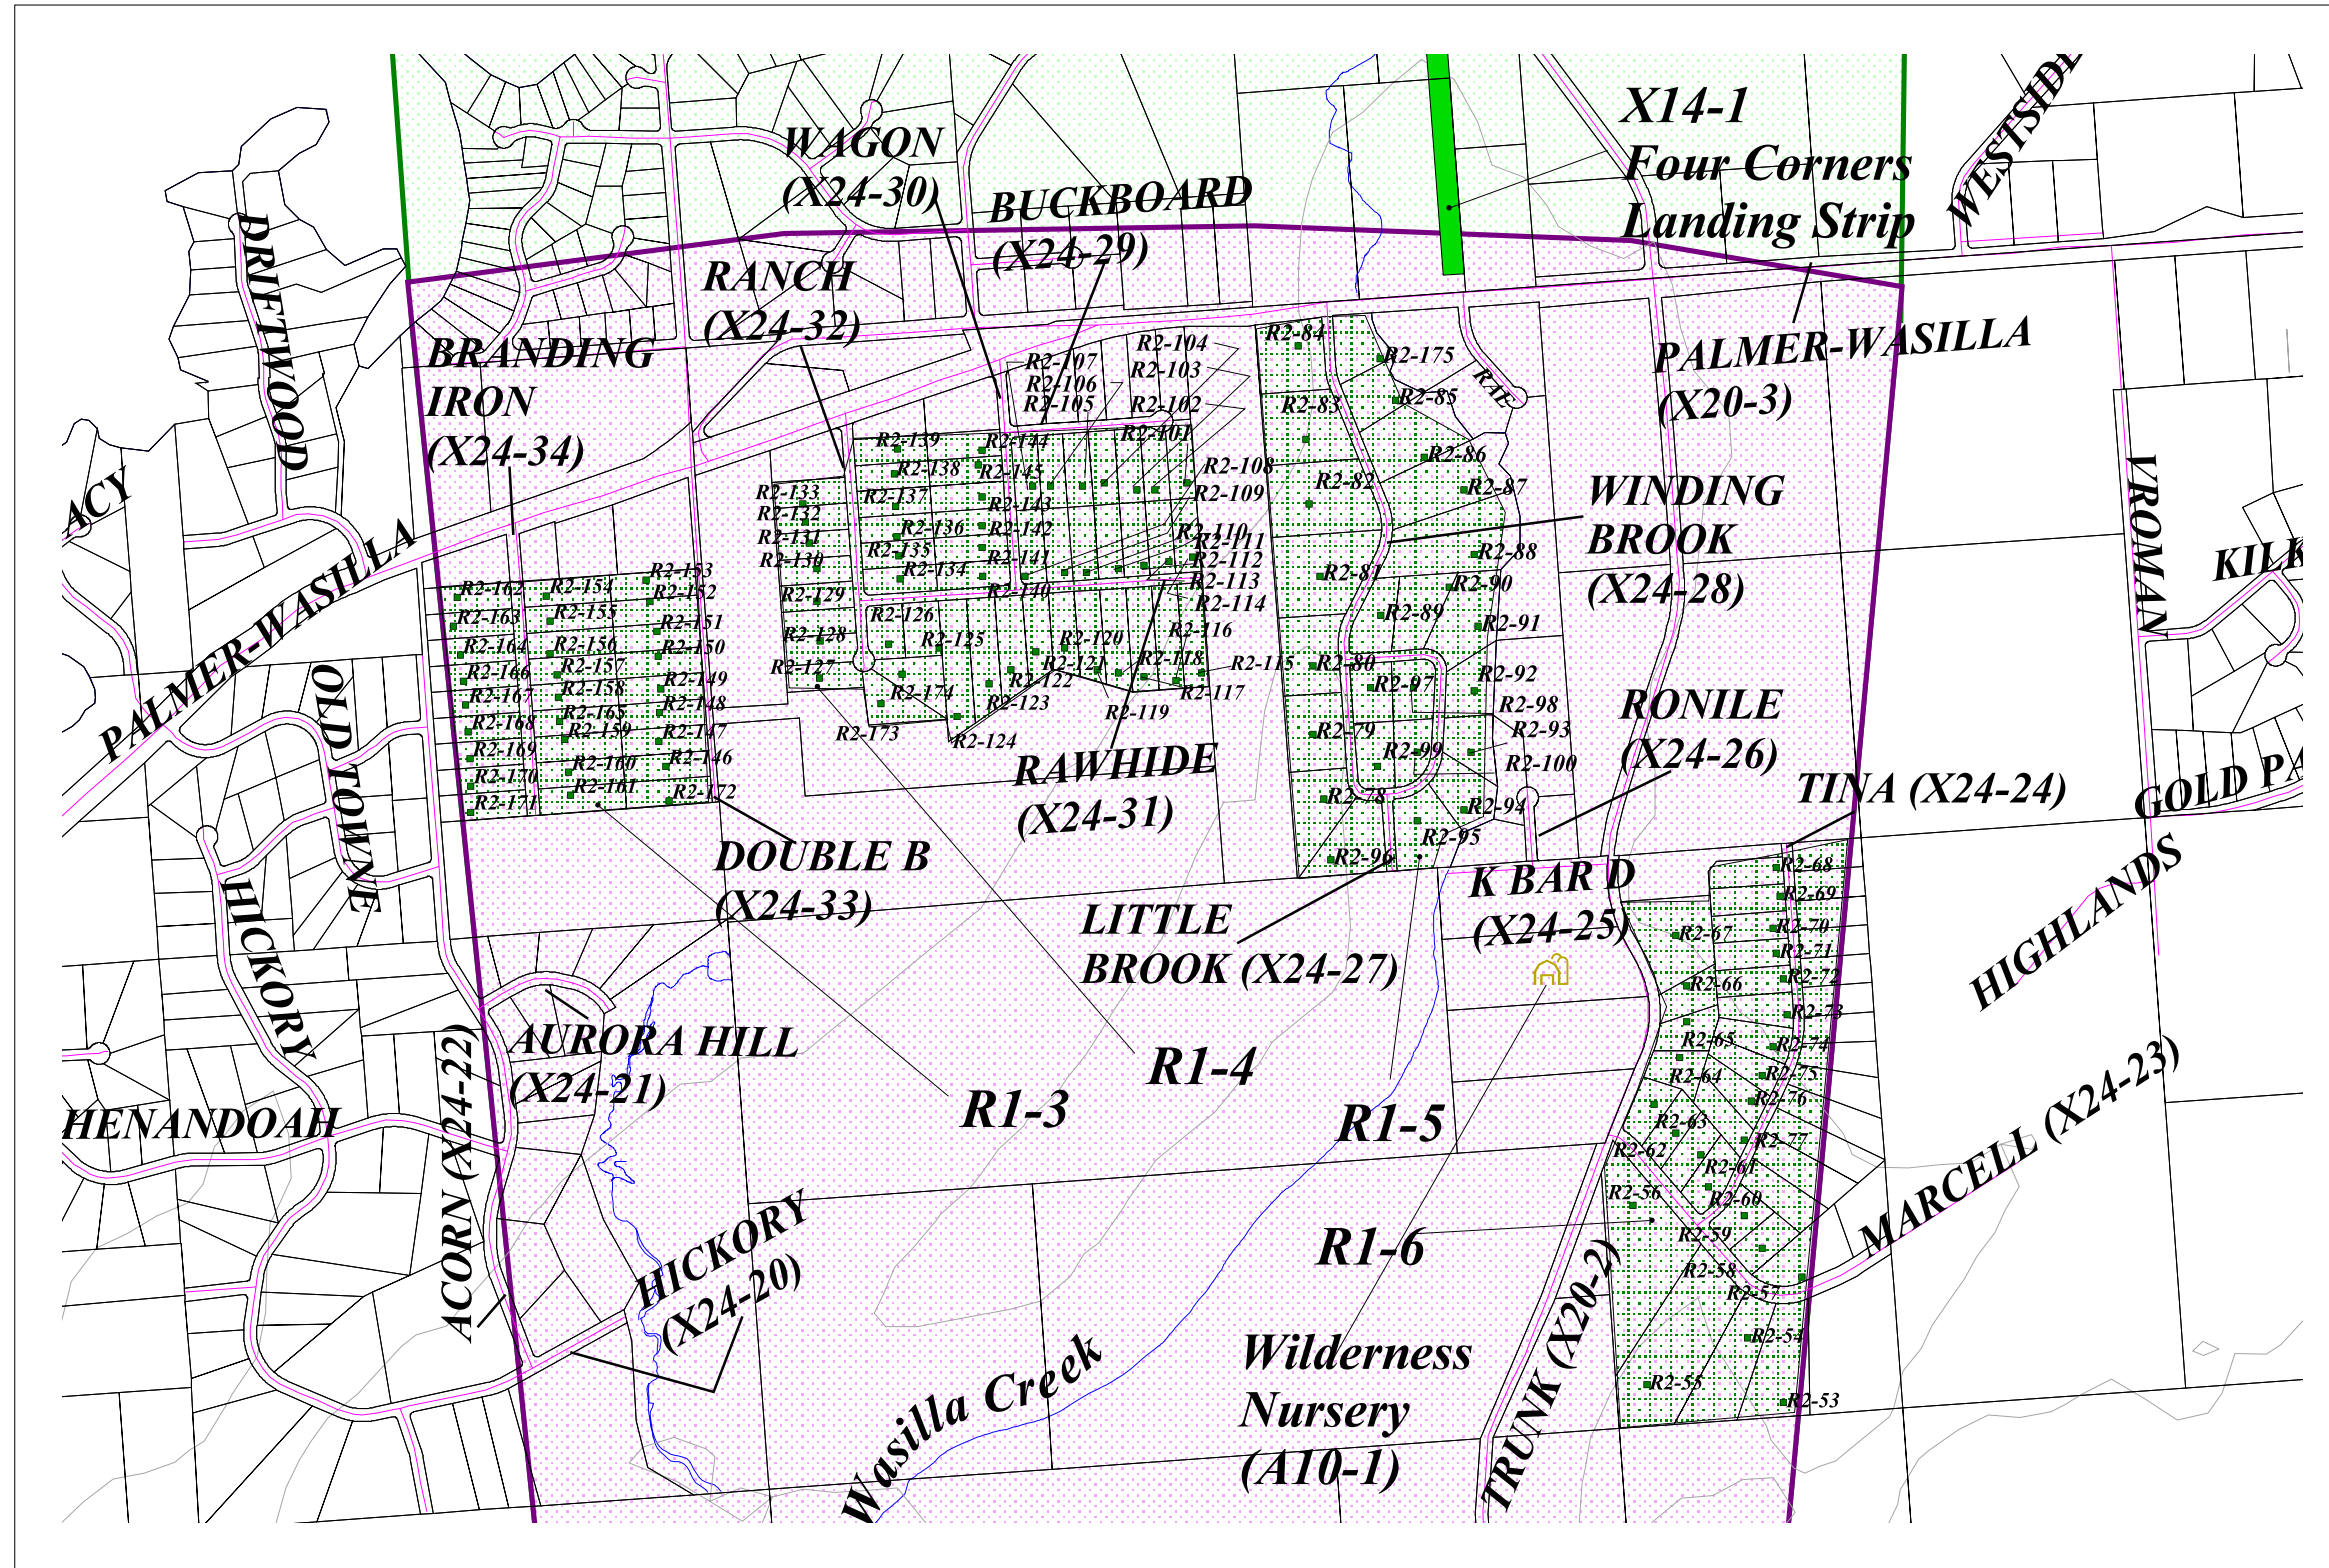 X14-1
Four Corners
Landing Strip
WESTSIDE
WAGON
(X24-30)
BUCKBOARD
(X24-29)
RANCH
(X24-32)
BRANDING
IRON
(X24-34)
DRIFTWOOD
ACY
PALMER-WASILLA
PALMER-WASILLA
(X20-3)
RAE
WINDING
BROOK
(X24-28)
VROMAN
KILK
RONILE
(X24-26)
TINA (X24-24)
GOLD PA
HIGHLANDS
RAWHIDE
(X24-31)
DOUBLE B
(X24-33)
LITTLE
BROOK (X24-27)
K BAR D
(X24-25)
OLD TOWNE
HICKORY
HENANDOAH
AURORA HILL
(X24-21)
ACORN (X24-22)
HICKORY
(X24-20)
R1-3
R1-4
R1-5
R1-6
Wilderness
Nursery
(A10-1)
Wasilla Creek
TRUNK (X20-2)
MARCELL (X24-23)
R2-84
R2-175
R2-83
R2-85
R2-86
R2-82
R2-87
R2-88
R2-81
R2-90
R2-89
R2-91
R2-80
R2-97
R2-92
R2-98
R2-93
R2-79
R2-99
R2-100
R2-78
R2-94
R2-95
R2-96
R2-107
R2-106
R2-105
R2-104
R2-103
R2-102
R2-101
R2-108
R2-109
R2-110
R2-111
R2-112
R2-113
R2-114
R2-116
R2-115
R2-117
R2-118
R2-119
R2-120
R2-121
R2-122
R2-123
R2-124
R2-125
R2-126
R2-174
R2-173
R2-139
R2-144
R2-138
R2-145
R2-137
R2-143
R2-136
R2-142
R2-135
R2-141
R2-134
R2-140
R2-133
R2-132
R2-131
R2-130
R2-129
R2-128
R2-127
R2-162
R2-154
R2-153
R2-152
R2-163
R2-155
R2-151
R2-164
R2-156
R2-150
R2-166
R2-157
R2-149
R2-167
R2-158
R2-148
R2-168
R2-165
R2-159
R2-147
R2-169
R2-160
R2-146
R2-170
R2-161
R2-172
R2-171
R2-68
R2-69
R2-67
R2-70
R2-71
R2-72
R2-66
R2-73
R2-65
R2-74
R2-64
R2-75
R2-76
R2-63
R2-77
R2-62
R2-61
R2-56
R2-60
R2-59
R2-58
R2-57
R2-54
R2-55
R2-53